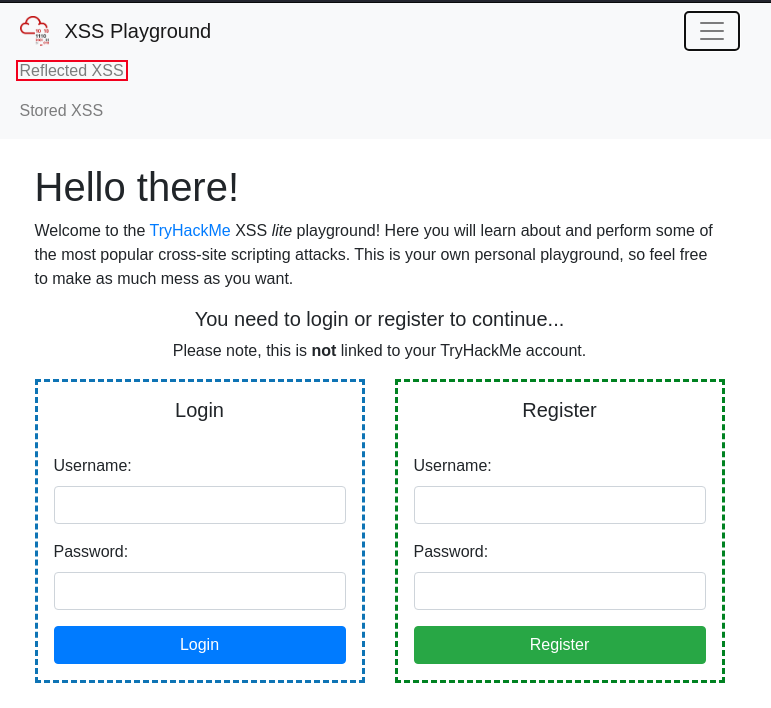 XSS Playground
Reflected XSS
Stored XSS
Hello there!
Welcome to the TryHackMe XSS lite playground! Here you will learn about and perform some of
the most popular cross-site scripting attacks. This is your own personal playground, so feel free
to make as much mess as you want.
You need to login or register to continue...
Please note, this is not linked to your TryHackMe account.
Login
Register
Username:
Username:
Password:
Password:
Login
Register